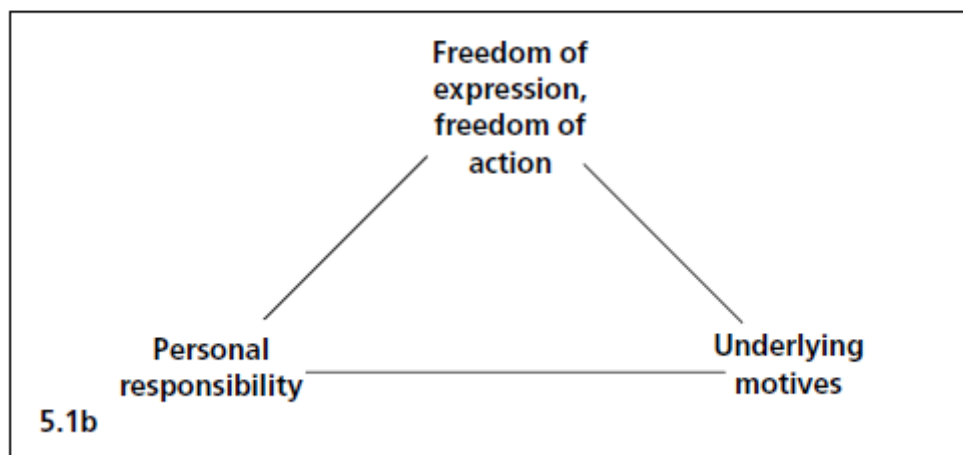 Freedom of
expression,
freedom of
action
Personal
responsibility
Underlying
motives
5.1b